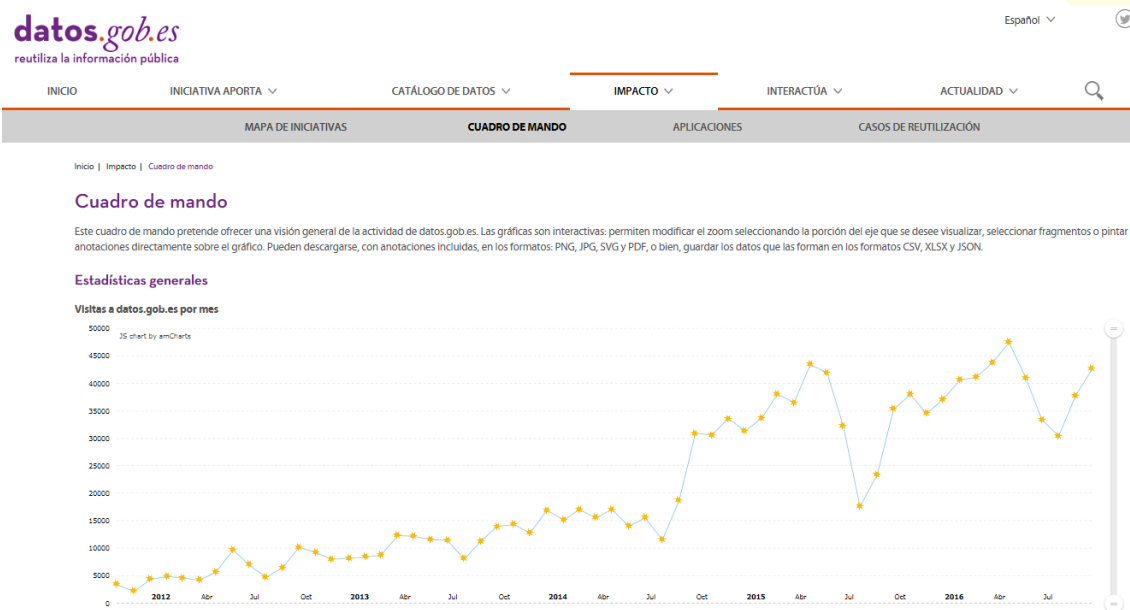 datos.gob.es
reutiliza la información pública
Español
INICIO
INICIATIVA APORTA
CATÁLOGO DE DATOS
IMPACTO
INTERACTÚA
ACTUALIDAD
MAPA DE INICIATIVAS
CUADRO DE MANDO
APLICACIONES
CASOS DE REUTILIZACIÓN
Inicio | Impacto | Cuadro de mando
Cuadro de mando
Este cuadro de mando pretende ofrecer una visión general de la actividad de datos.gob.es. Las gráficas son interactivas: permiten modificar el zoom seleccionando la porción del eje que se desee visualizar, seleccionar fragmentos o pintar
anotaciones directamente sobre el gráfico. Pueden descargarse, con anotaciones incluidas, en los formatos: PNG, JPG, SVG y PDF, o bien, guardar los datos que las forman en los formatos CSV, XLSX y JSON.
Estadísticas generales
Visitas a datos.gob.es por mes
JS chart by amCharts
50000
45000
40000
35000
30000
25000
20000
15000
10000
5000
0
2012 Abr Jul Oct 2013 Abr Jul Oct 2014 Abr Jul Oct 2015 Abr Jul Oct 2016 Abr Jul